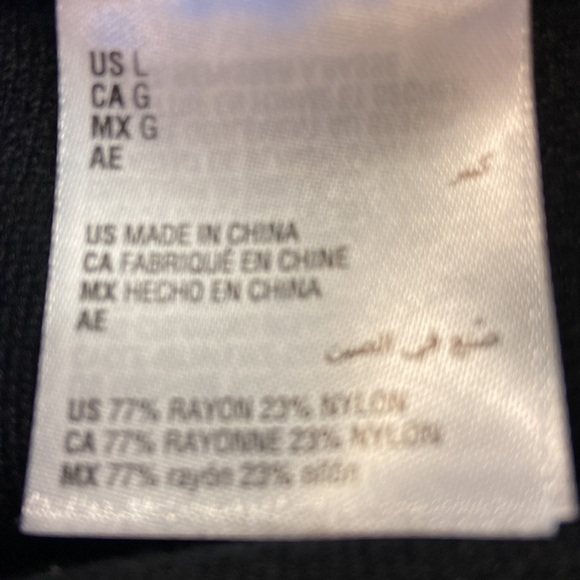 US L
CA G
MX G
AE
كبير
US MADE IN CHINA
CA FABRIQUÉ EN CHINE
MX HECHO EN CHINA
AE
صنع في الصين
US 77% RAYON 23% NYLON
CA 77% RAYONNE 23% NYLON
MX 77% rayón 23%